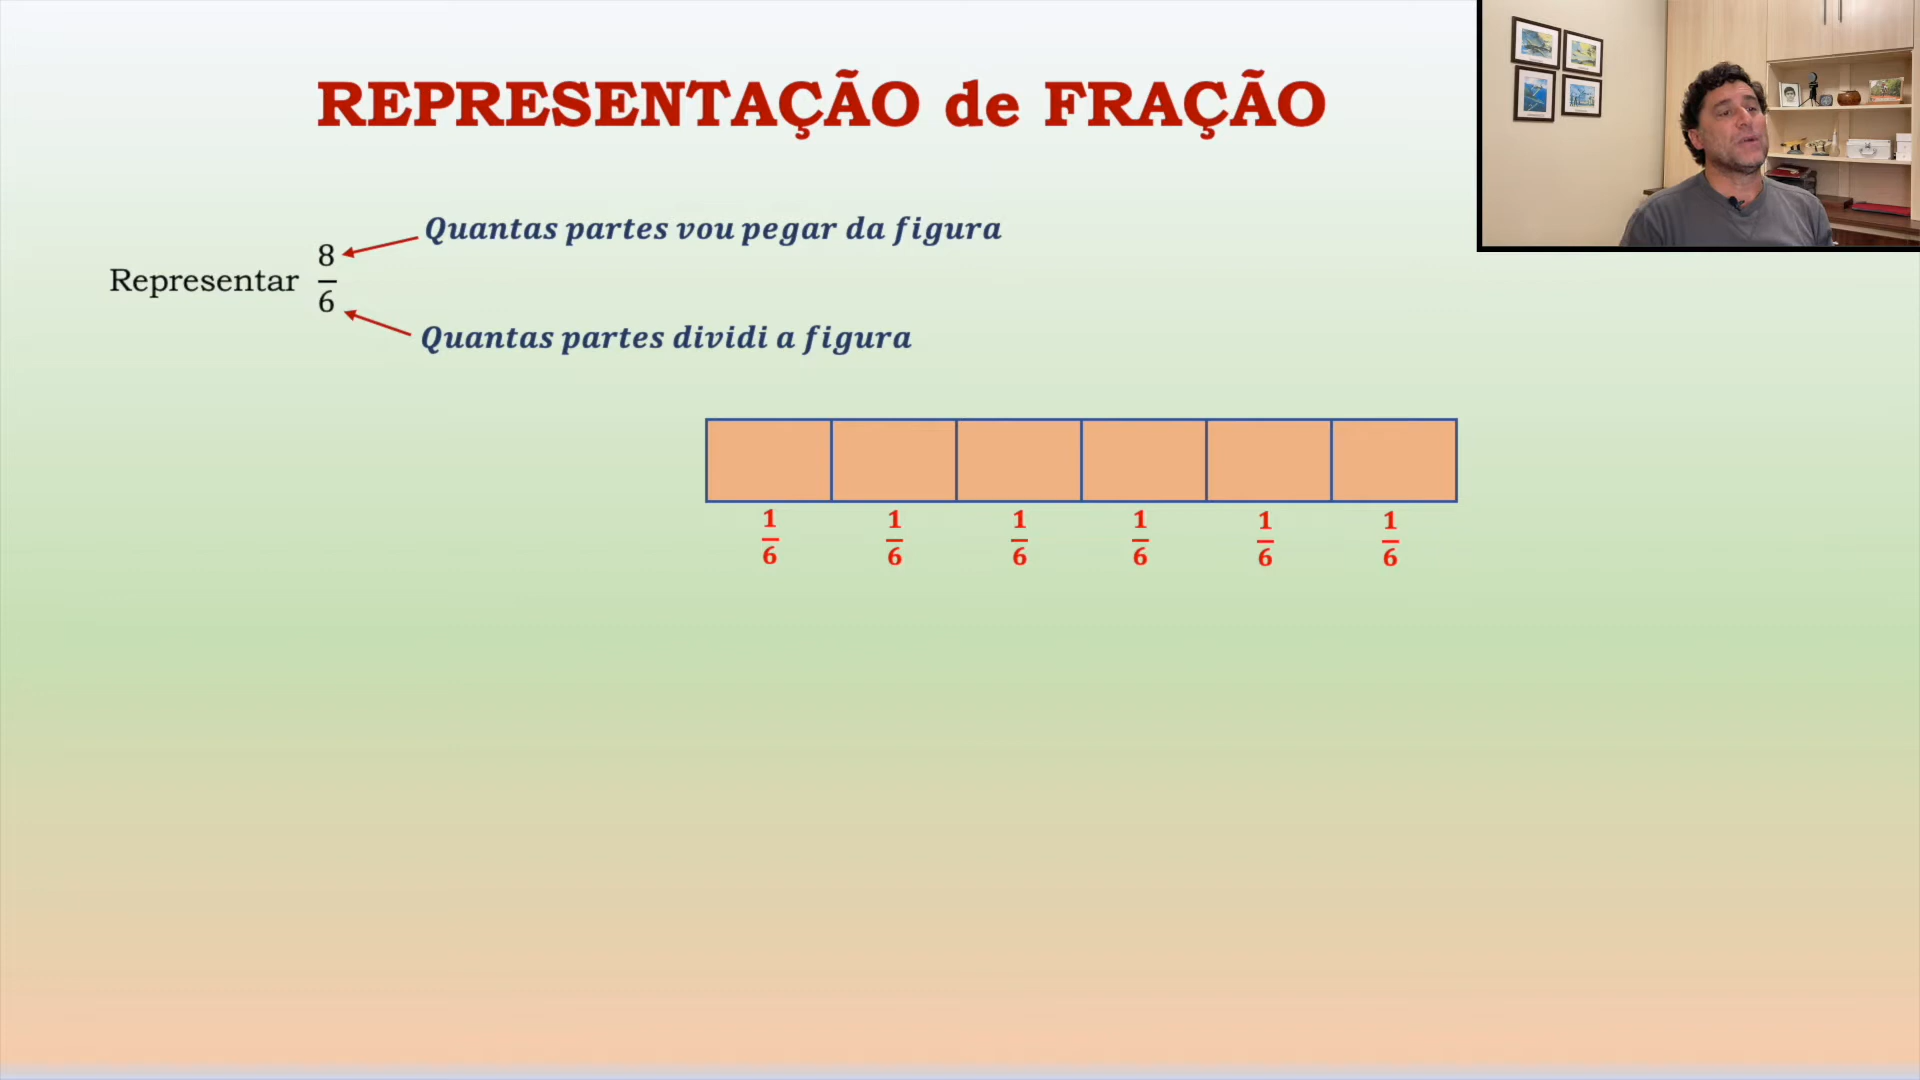 REPRESENTAÇÃO de FRAÇÃO
Quantas partes vou pegar da figura
Representar 8/6
Quantas partes dividi a figura
1/6 1/6 1/6 1/6 1/6 1/6